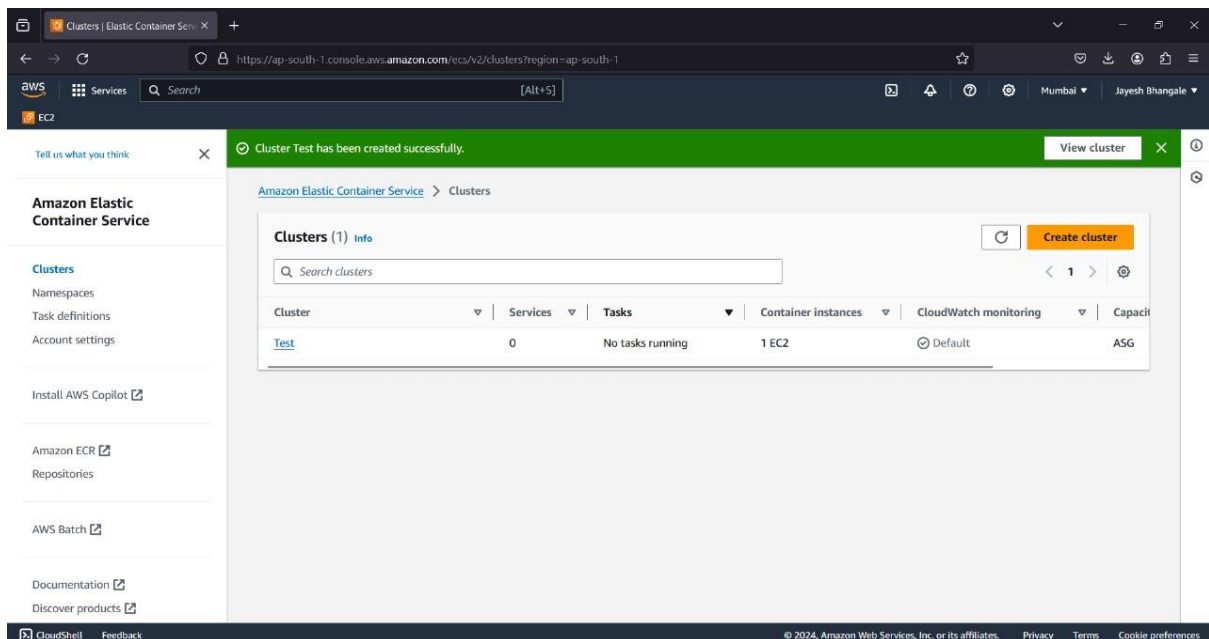 Clusters | Elastic Container Serv
https://ap-south-1.console.aws.amazon.com/ecs/v2/clusters?region=ap-south-1
aws Services Search [Alt+S] Mumbai Jayesh Bhangale
EC2
Tell us what you think
Cluster Test has been created successfully. View cluster
Amazon Elastic Container Service > Clusters
Amazon Elastic
Container Service
Clusters (1) Info Create cluster
Search clusters 1
Clusters
Namespaces
Task definitions
Account settings
Cluster Services Tasks Container instances CloudWatch monitoring Capacit
Test 0 No tasks running 1 EC2 Default ASG
Install AWS Copilot
Amazon ECR
Repositories
AWS Batch
Documentation
Discover products
CloudShell Feedback © 2024, Amazon Web Services, Inc. or its affiliates. Privacy Terms Cookie preferences